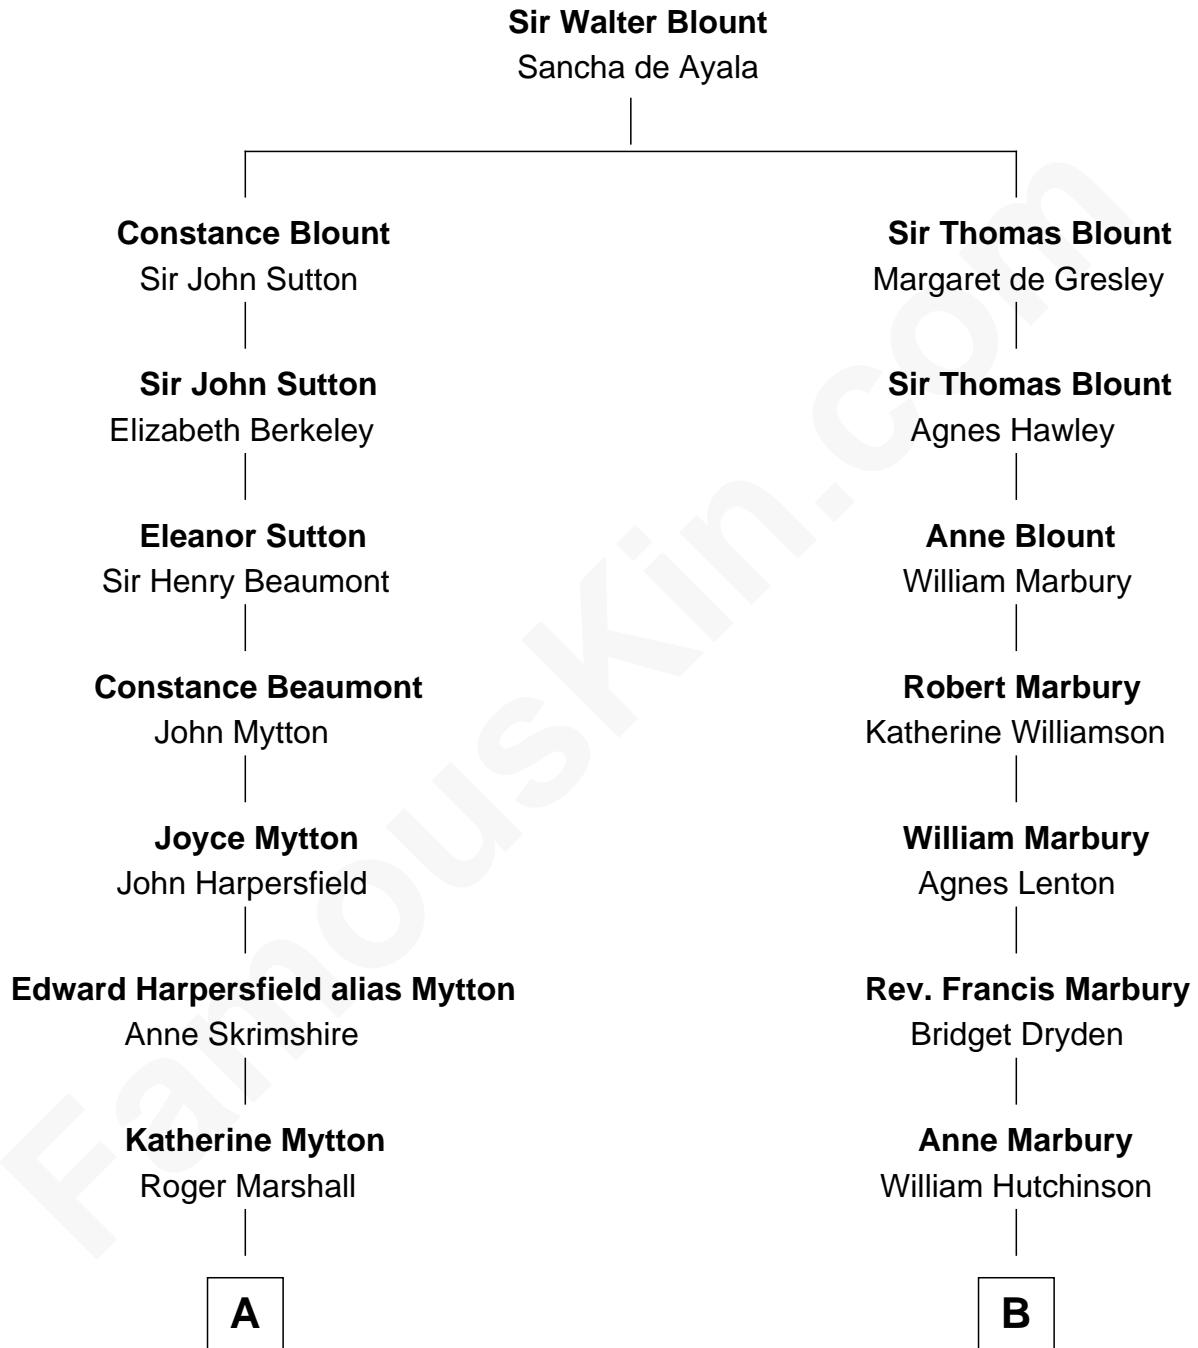 Sir Walter Blount
Sancha de Ayala
Constance Blount
Sir John Sutton
Sir Thomas Blount
Margaret de Gresley
Sir John Sutton
Elizabeth Berkeley
Sir Thomas Blount
Agnes Hawley
Eleanor Sutton
Sir Henry Beaumont
Anne Blount
William Marbury
Constance Beaumont
John Mytton
Robert Marbury
Katherine Williamson
Joyce Mytton
John Harpersfield
William Marbury
Agnes Lenton
Edward Harpersfield alias Mytton
Anne Skrimshire
Rev. Francis Marbury
Bridget Dryden
Katherine Mytton
Roger Marshall
Anne Marbury
William Hutchinson
A
B
FamousKin.com